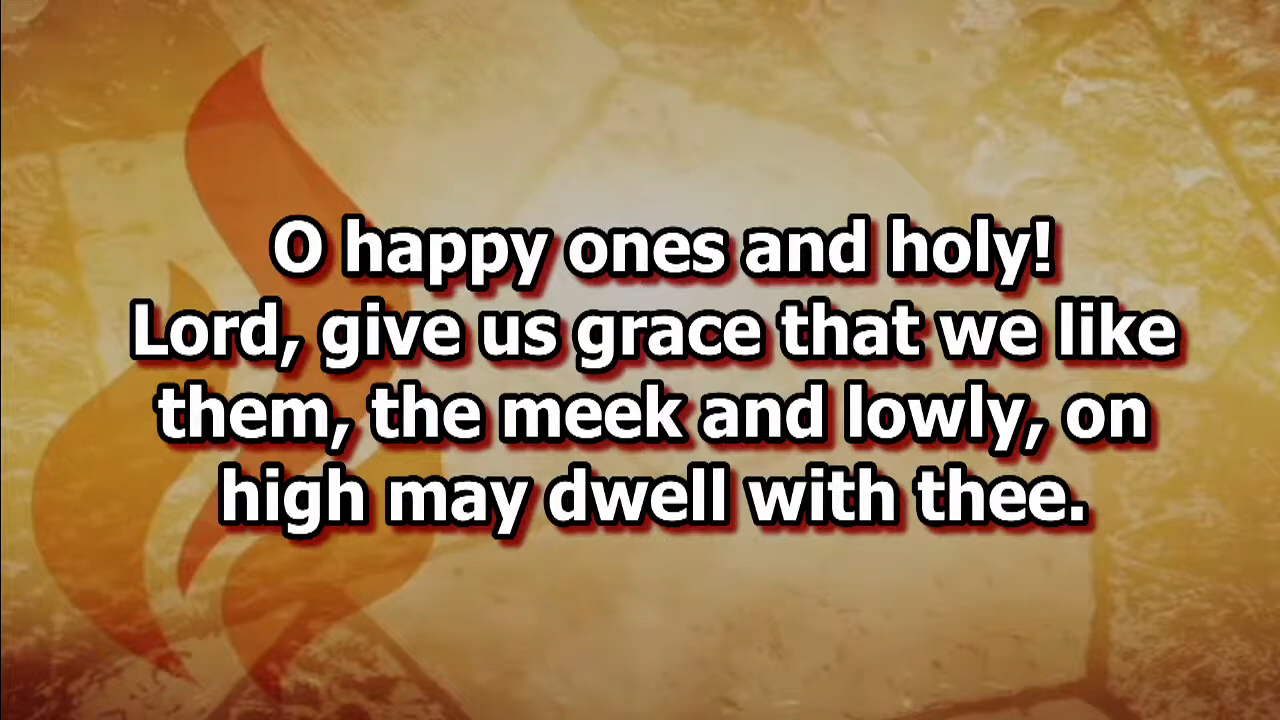 O happy ones and holy!
Lord, give us grace that we like
them, the meek and lowly, on
high may dwell with thee.